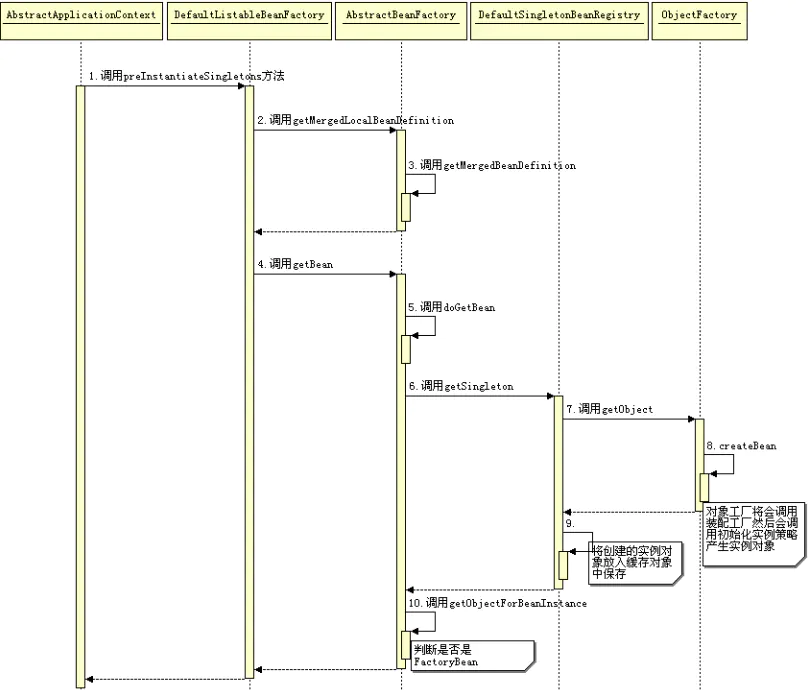 AbstractApplicationContext
DefaultListableBeanFactory
AbstractBeanFactory
DefaultSingletonBeanRegistry
ObjectFactory
1.调用preInstantiateSingletons方法
2.调用getMergedLocalBeanDefinition
3.调用getMergedBeanDefinition
4.调用getBean
5.调用doGetBean
6.调用getSingleton
7.调用getObject
8.createBean
对象工厂将会调用
装配工厂然后会调
用初始化实例策略
产生实例对象
9.
将创建的实例对
象放入缓存对象
中保存
10.调用getObjectForBeanInstance
判断是否是
FactoryBean